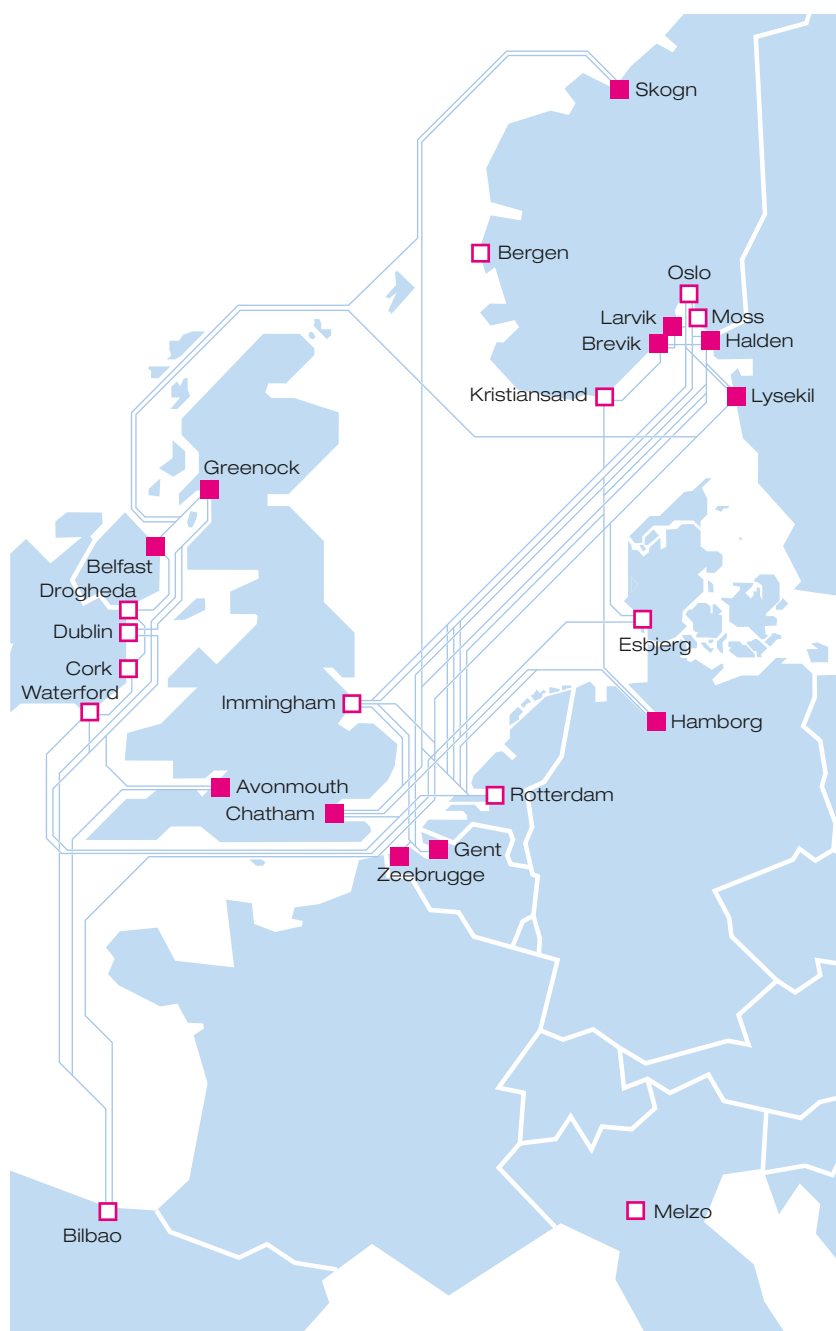 Skogn
Bergen
Oslo
Larvik
Moss
Brevik
Halden
Kristiansand
Lysekil
Greenock
Belfast
Drogheda
Dublin
Esbjerg
Cork
Waterford
Immingham
Hamborg
Avonmouth
Rotterdam
Chatham
Gent
Zeebrugge
Melzo
Bilbao